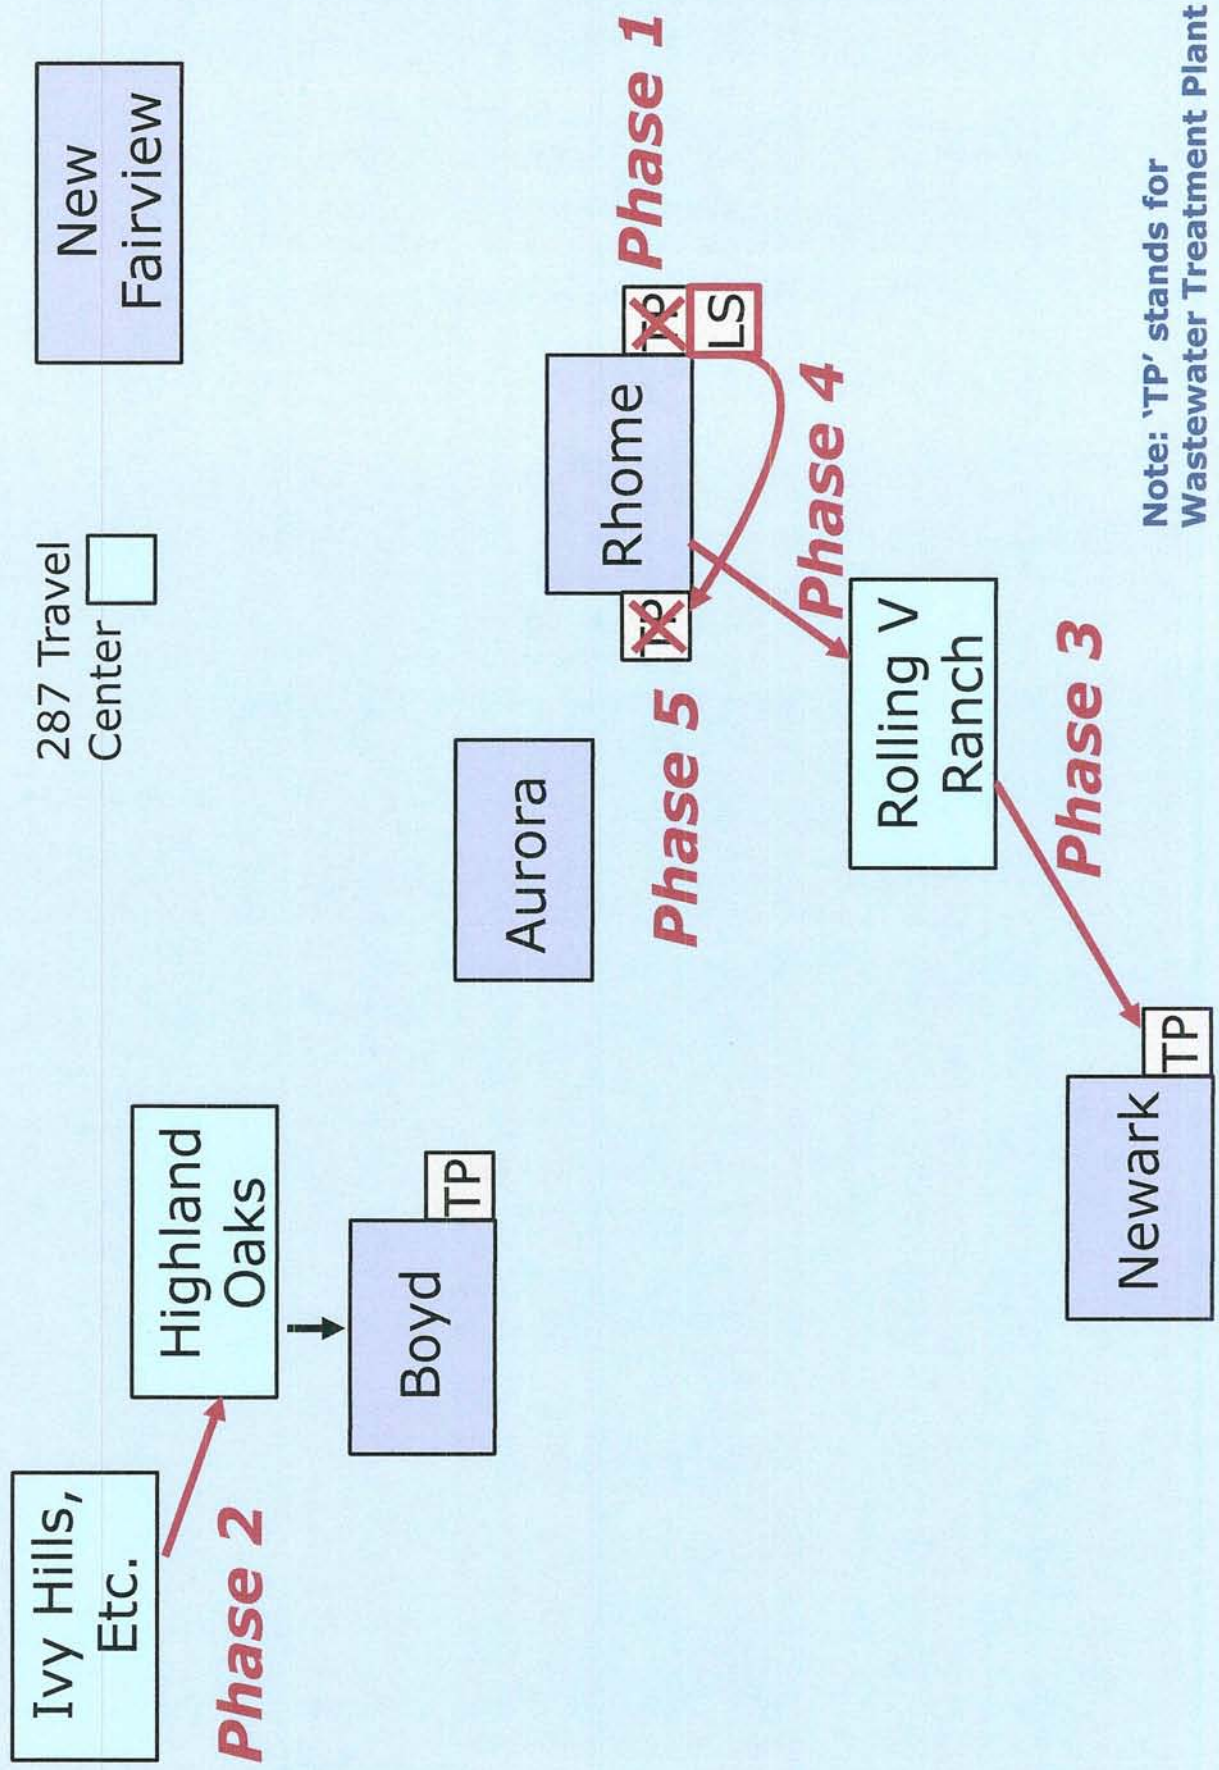 Ivy Hills,
Etc.
287 Travel
Center
New
Fairview
Highland
Oaks
Phase 2
Boyd
TP
Aurora
Rhome
TP
TP
Phase 1
LS
Phase 5
Phase 4
Rolling V
Ranch
Phase 3
Newark
TP
Note: ‘TP’ stands for
Wastewater Treatment Plant